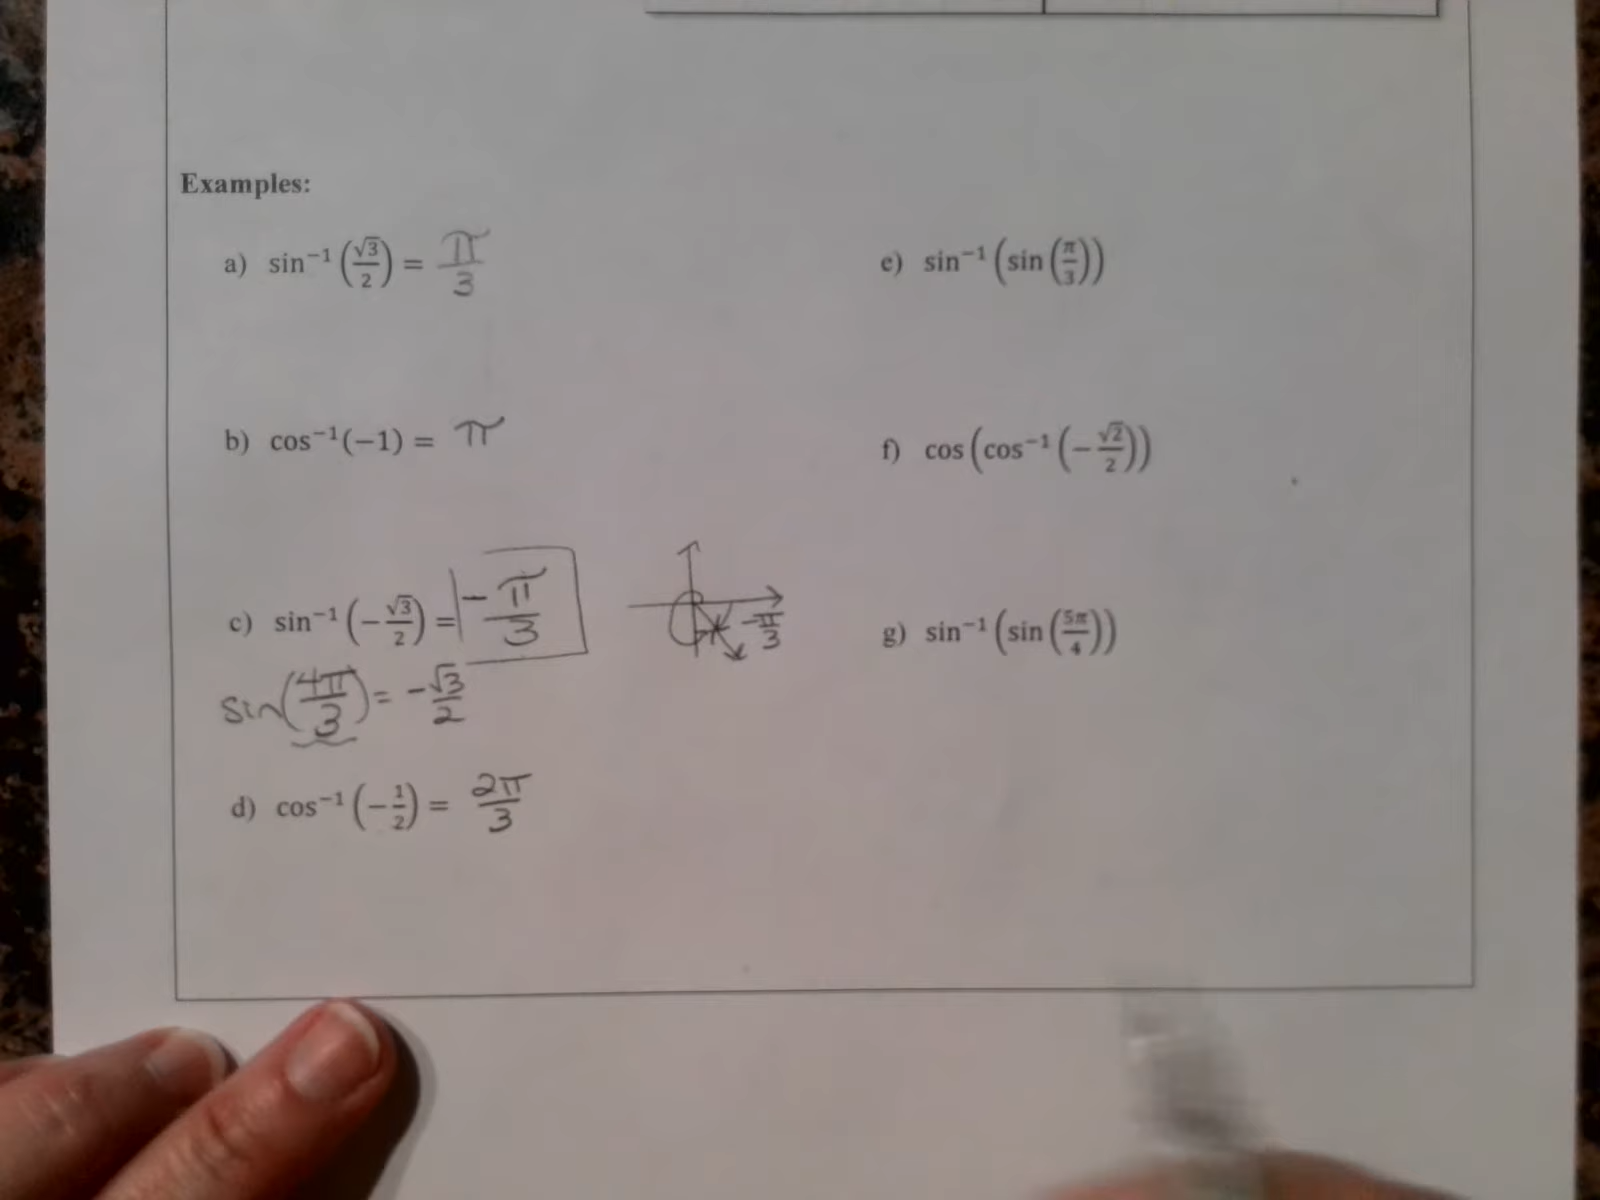 Examples:
a) sin⁻¹(√3/2) = π/3
b) cos⁻¹(−1) = π
c) sin⁻¹(−√3/2) = −π/3
−π/3
sin(4π/3) = −√3/2
d) cos⁻¹(−1/2) = 2π/3
e) sin⁻¹(sin(π/3))
f) cos(cos⁻¹(−√2/2))
g) sin⁻¹(sin(5π/4))